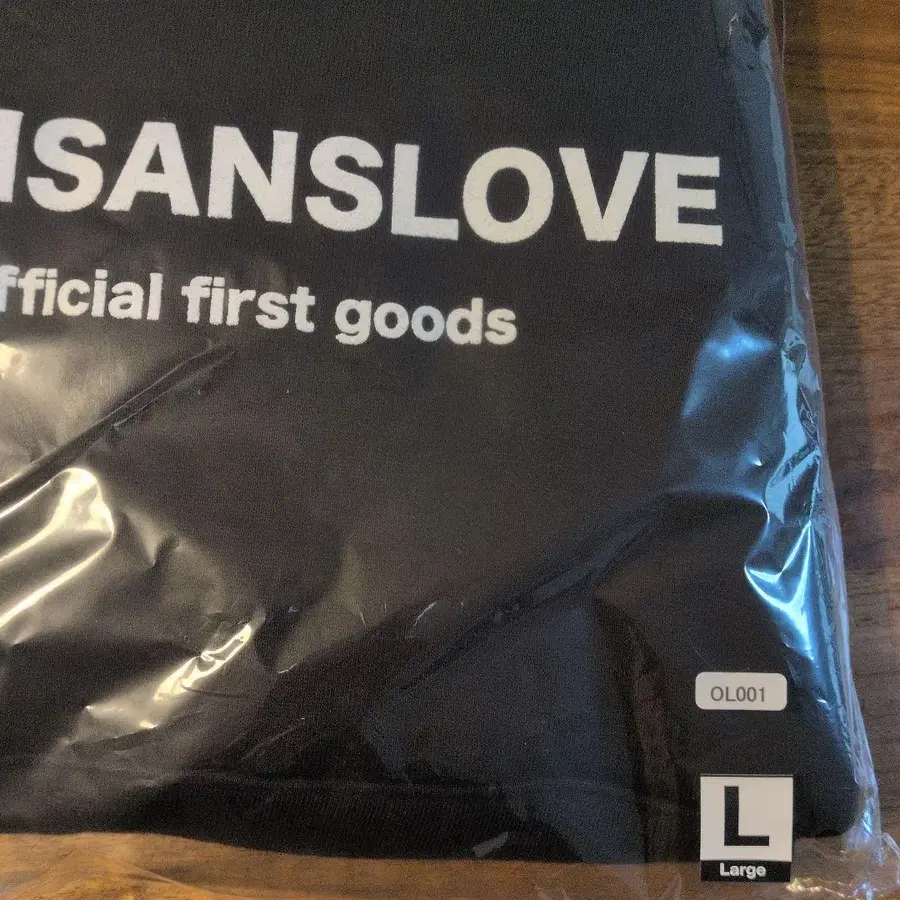 ISANSLOVE
fficial first goods
OL001
L
Large